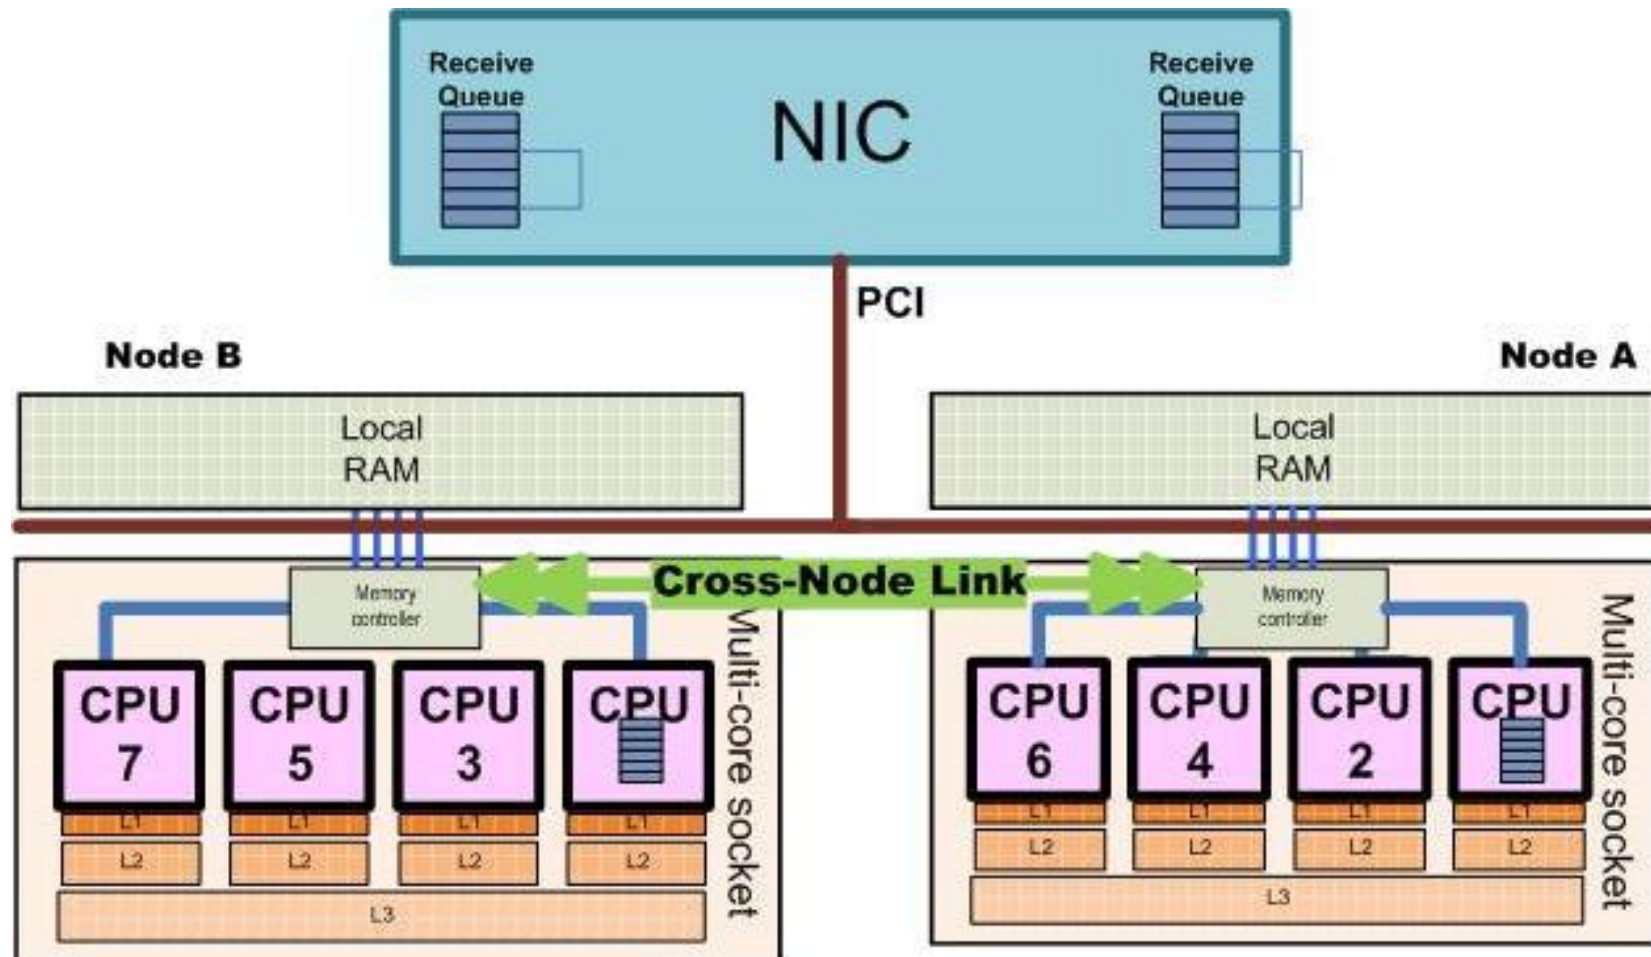 Receive
Queue
NIC
Receive
Queue
PCI
Node B
Node A
Local
RAM
Local
RAM
Cross-Node Link
Memory
controller
Memory
controller
CPU
7
CPU
5
CPU
3
CPU
Multi-core socket
CPU
6
CPU
4
CPU
2
CPU
Multi-core socket
L1
L1
L1
L1
L2
L2
L2
L2
L3
L1
L1
L1
L1
L2
L2
L2
L2
L3